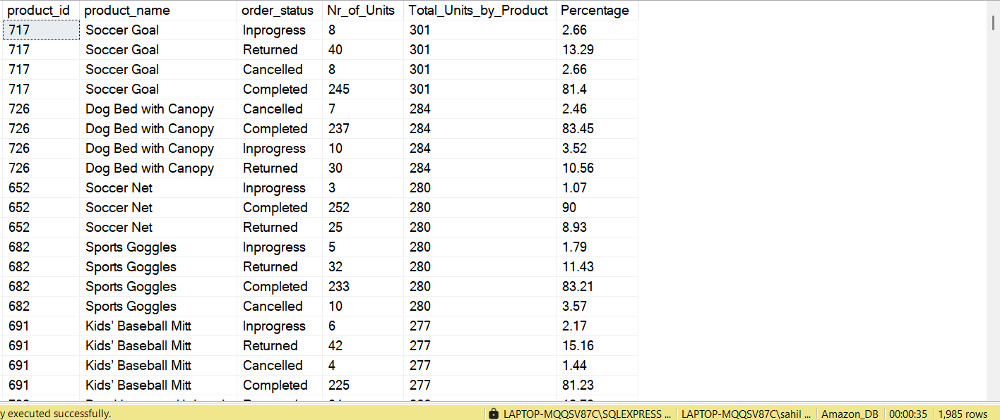 product_id product_name order_status Nr_of_Units Total_Units_by_Product Percentage
717 Soccer Goal Inprogress 8 301 2.66
717 Soccer Goal Returned 40 301 13.29
717 Soccer Goal Cancelled 8 301 2.66
717 Soccer Goal Completed 245 301 81.4
726 Dog Bed with Canopy Cancelled 7 284 2.46
726 Dog Bed with Canopy Completed 237 284 83.45
726 Dog Bed with Canopy Inprogress 10 284 3.52
726 Dog Bed with Canopy Returned 30 284 10.56
652 Soccer Net Inprogress 3 280 1.07
652 Soccer Net Completed 252 280 90
652 Soccer Net Returned 25 280 8.93
682 Sports Goggles Inprogress 5 280 1.79
682 Sports Goggles Returned 32 280 11.43
682 Sports Goggles Completed 233 280 83.21
682 Sports Goggles Cancelled 10 280 3.57
691 Kids’ Baseball Mitt Inprogress 6 277 2.17
691 Kids’ Baseball Mitt Returned 42 277 15.16
691 Kids’ Baseball Mitt Cancelled 4 277 1.44
691 Kids’ Baseball Mitt Completed 225 277 81.23
y executed successfully. LAPTOP-MQQSV87C\SQLEXPRESS ... LAPTOP-MQQSV87C\sahil ... Amazon_DB 00:00:35 1,985 rows